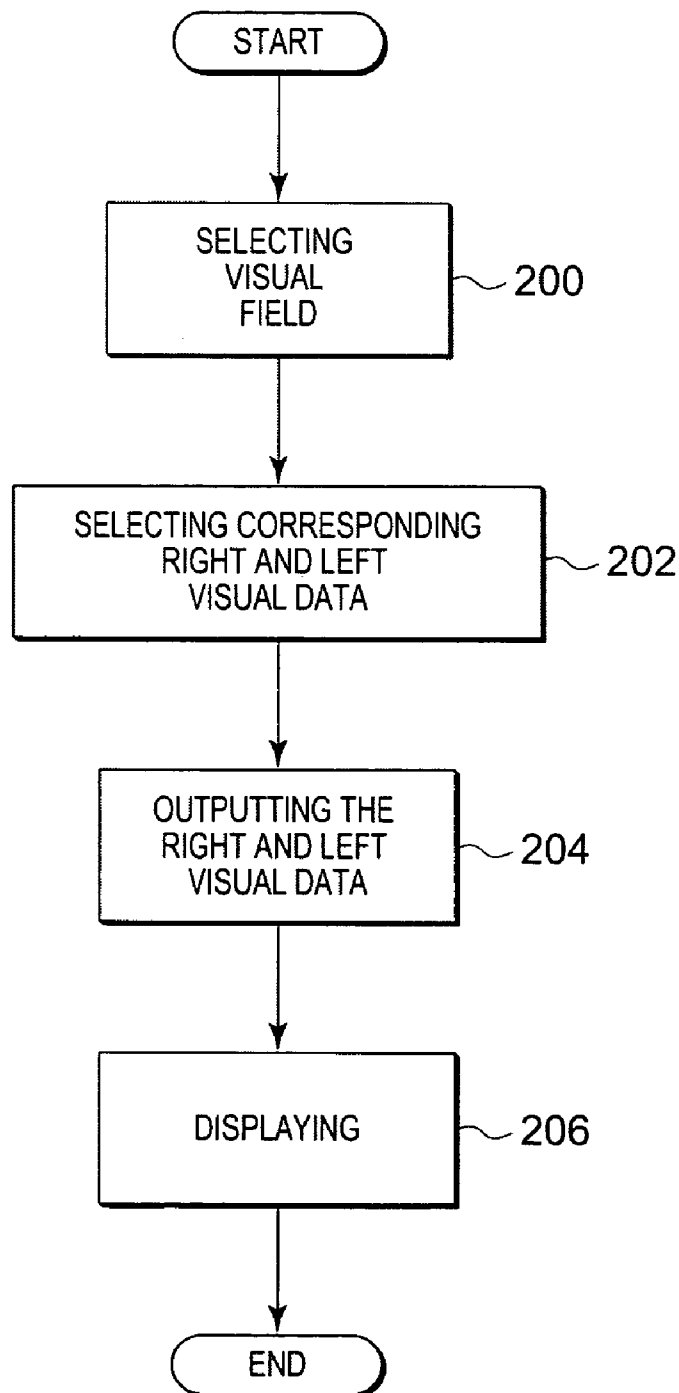 START
SELECTING
VISUAL
FIELD
200
SELECTING CORRESPONDING
RIGHT AND LEFT
VISUAL DATA
202
OUTPUTTING THE
RIGHT AND LEFT
VISUAL DATA
204
DISPLAYING
206
END